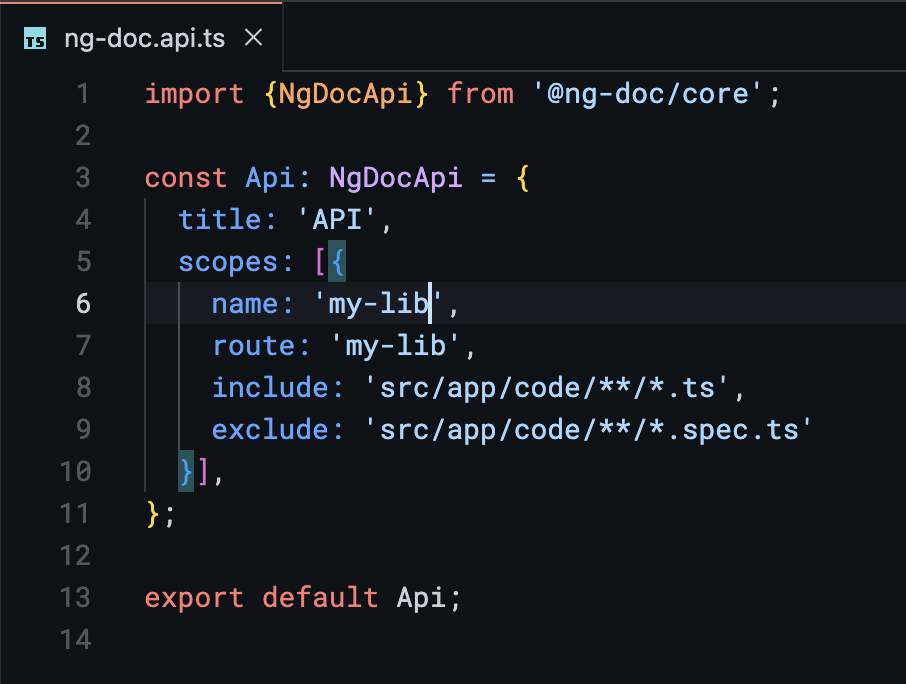 TS ng-doc.api.ts
1 import {NgDocApi} from '@ng-doc/core';
2
3 const Api: NgDocApi = {
4 title: 'API',
5 scopes: [{
6 name: 'my-lib',
7 route: 'my-lib',
8 include: 'src/app/code/**/*.ts',
9 exclude: 'src/app/code/**/*.spec.ts'
10 }],
11 };
12
13 export default Api;
14